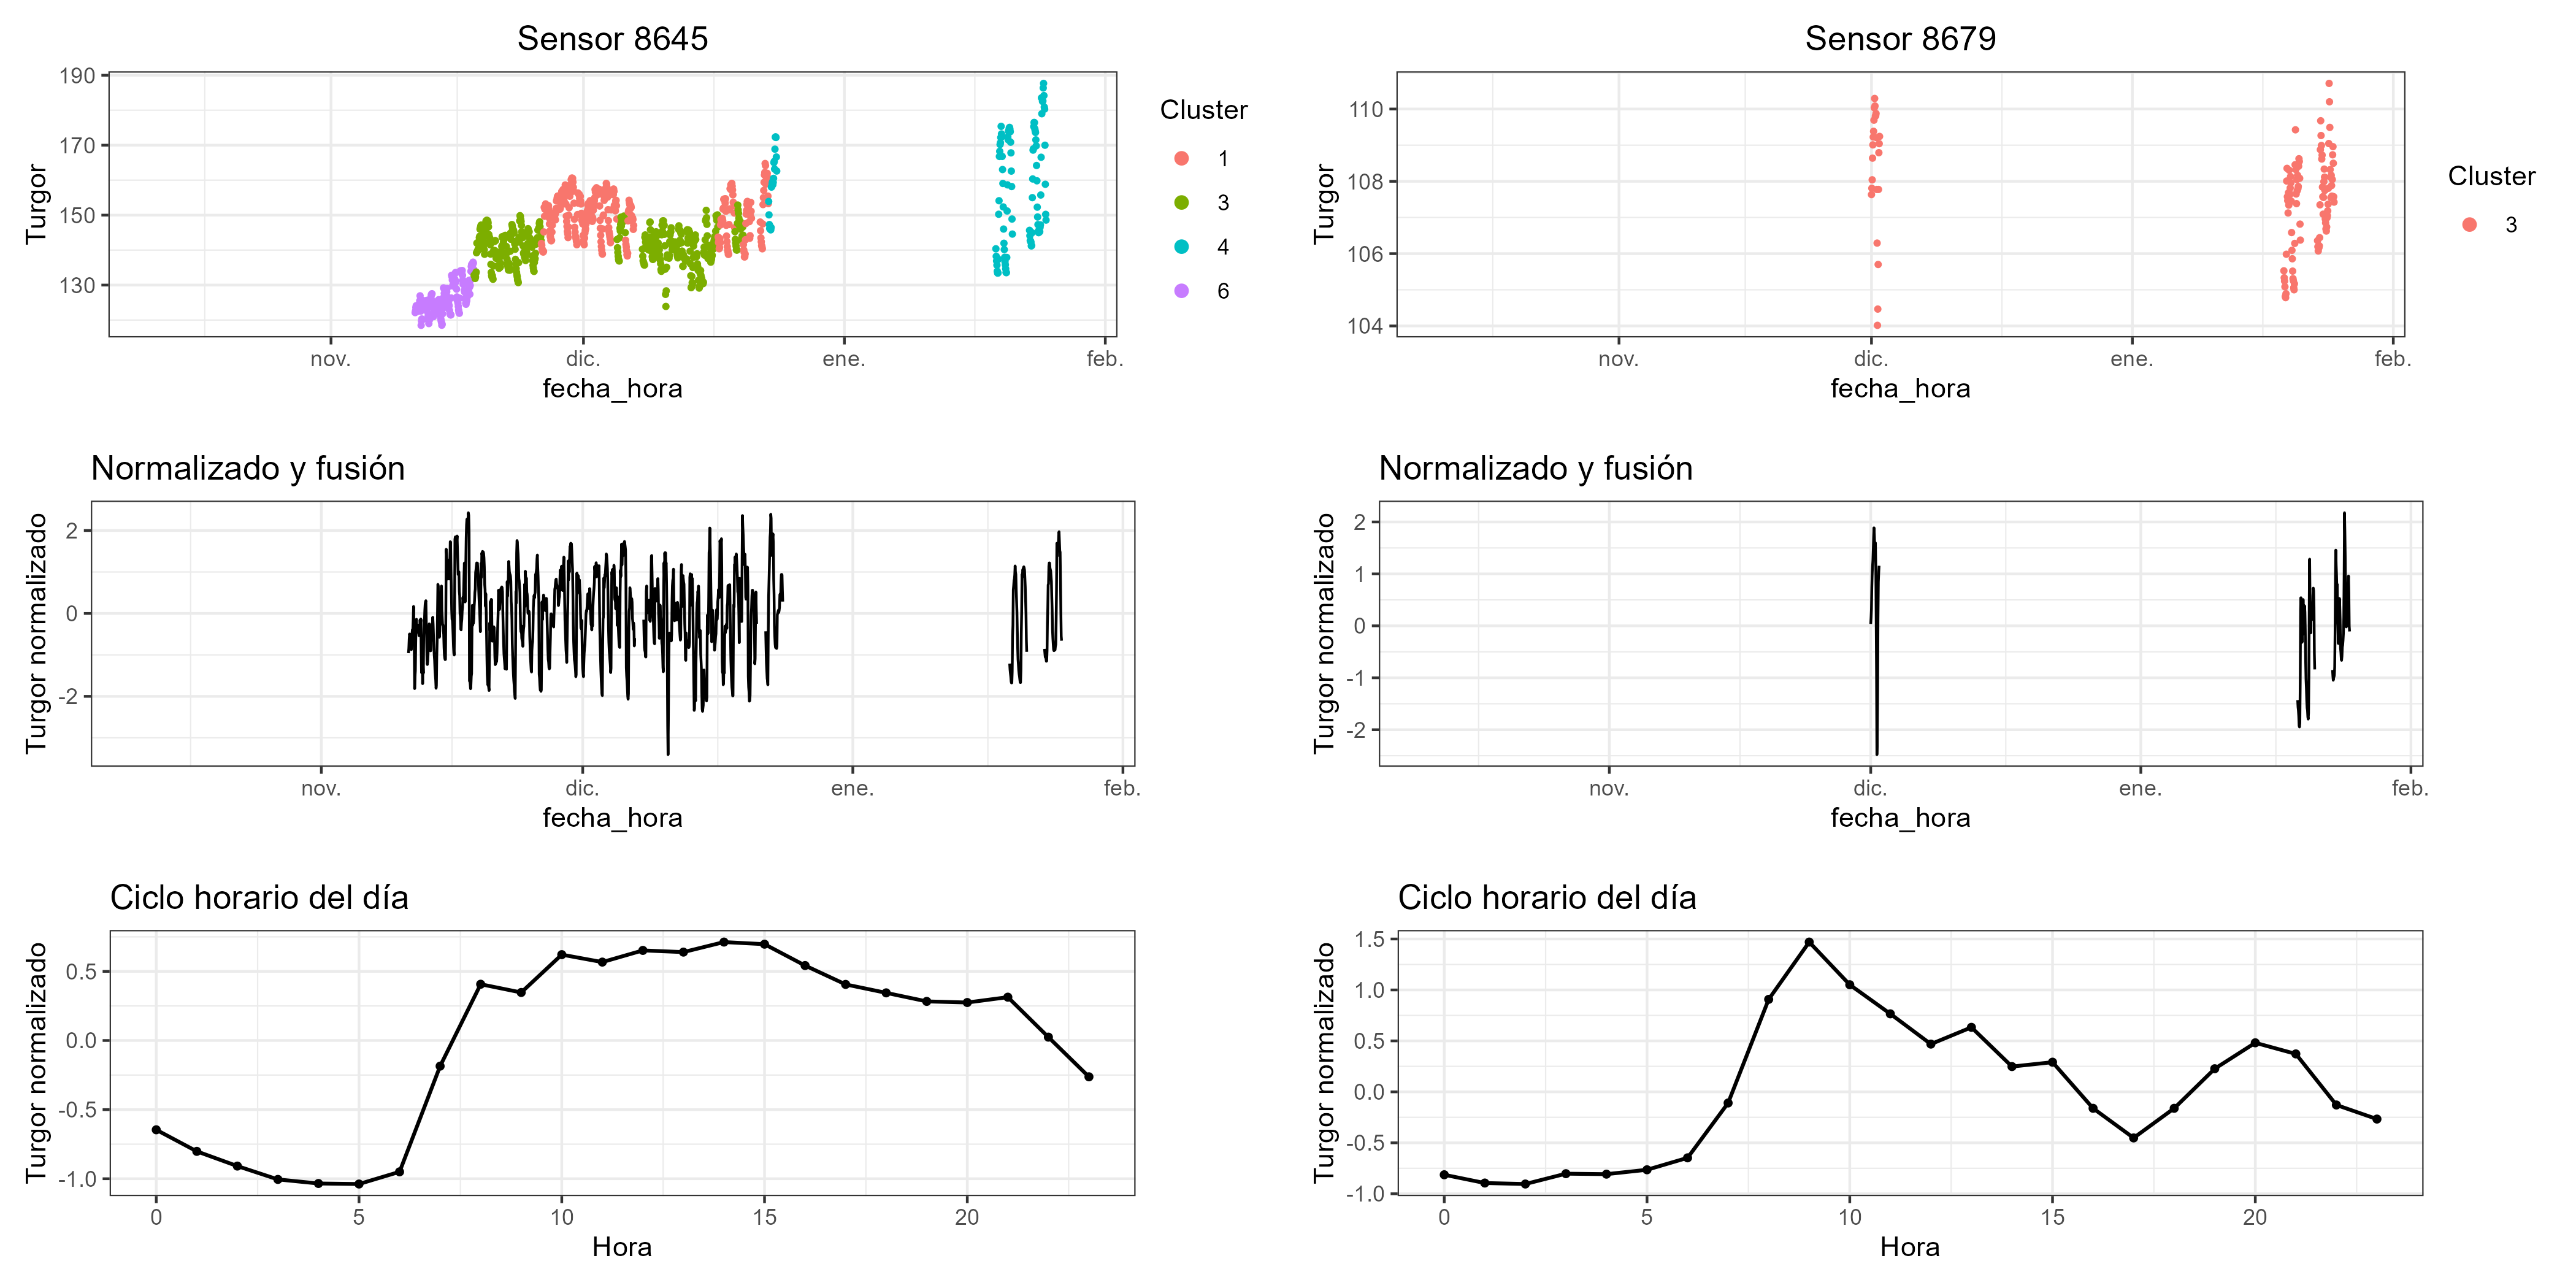 Sensor 8645
190
170
150
130
Turgor
nov.
dic.
ene.
feb.
fecha_hora
Cluster
1
3
4
6
Sensor 8679
110
108
106
104
Turgor
nov.
dic.
ene.
feb.
fecha_hora
Cluster
3
Normalizado y fusión
2
0
-2
Turgor normalizado
nov.
dic.
ene.
feb.
fecha_hora
Normalizado y fusión
2
1
0
-1
-2
Turgor normalizado
nov.
dic.
ene.
feb.
fecha_hora
Ciclo horario del día
0.5
0.0
-0.5
-1.0
Turgor normalizado
0
5
10
15
20
Hora
Ciclo horario del día
1.5
1.0
0.5
0.0
-0.5
-1.0
Turgor normalizado
0
5
10
15
20
Hora